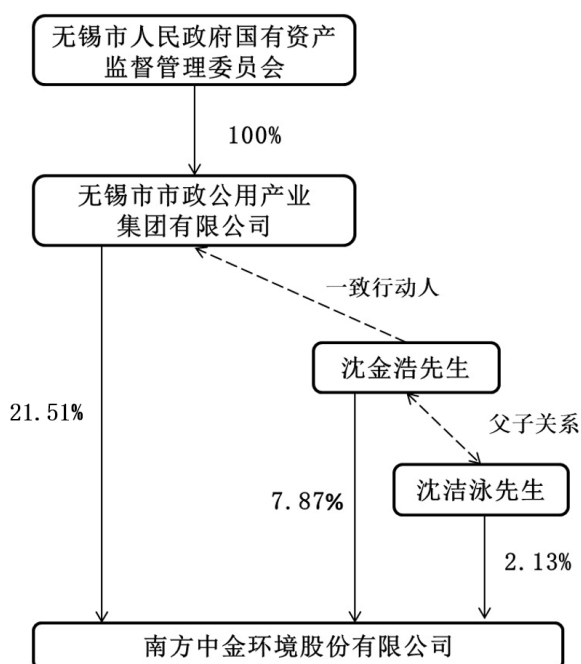 无锡市人民政府国有资产
监督管理委员会
100%
无锡市市政公用产业
集团有限公司
一致行动人
沈金浩先生
21.51%
父子关系
沈洁泳先生
7.87%
2.13%
南方中金环境股份有限公司